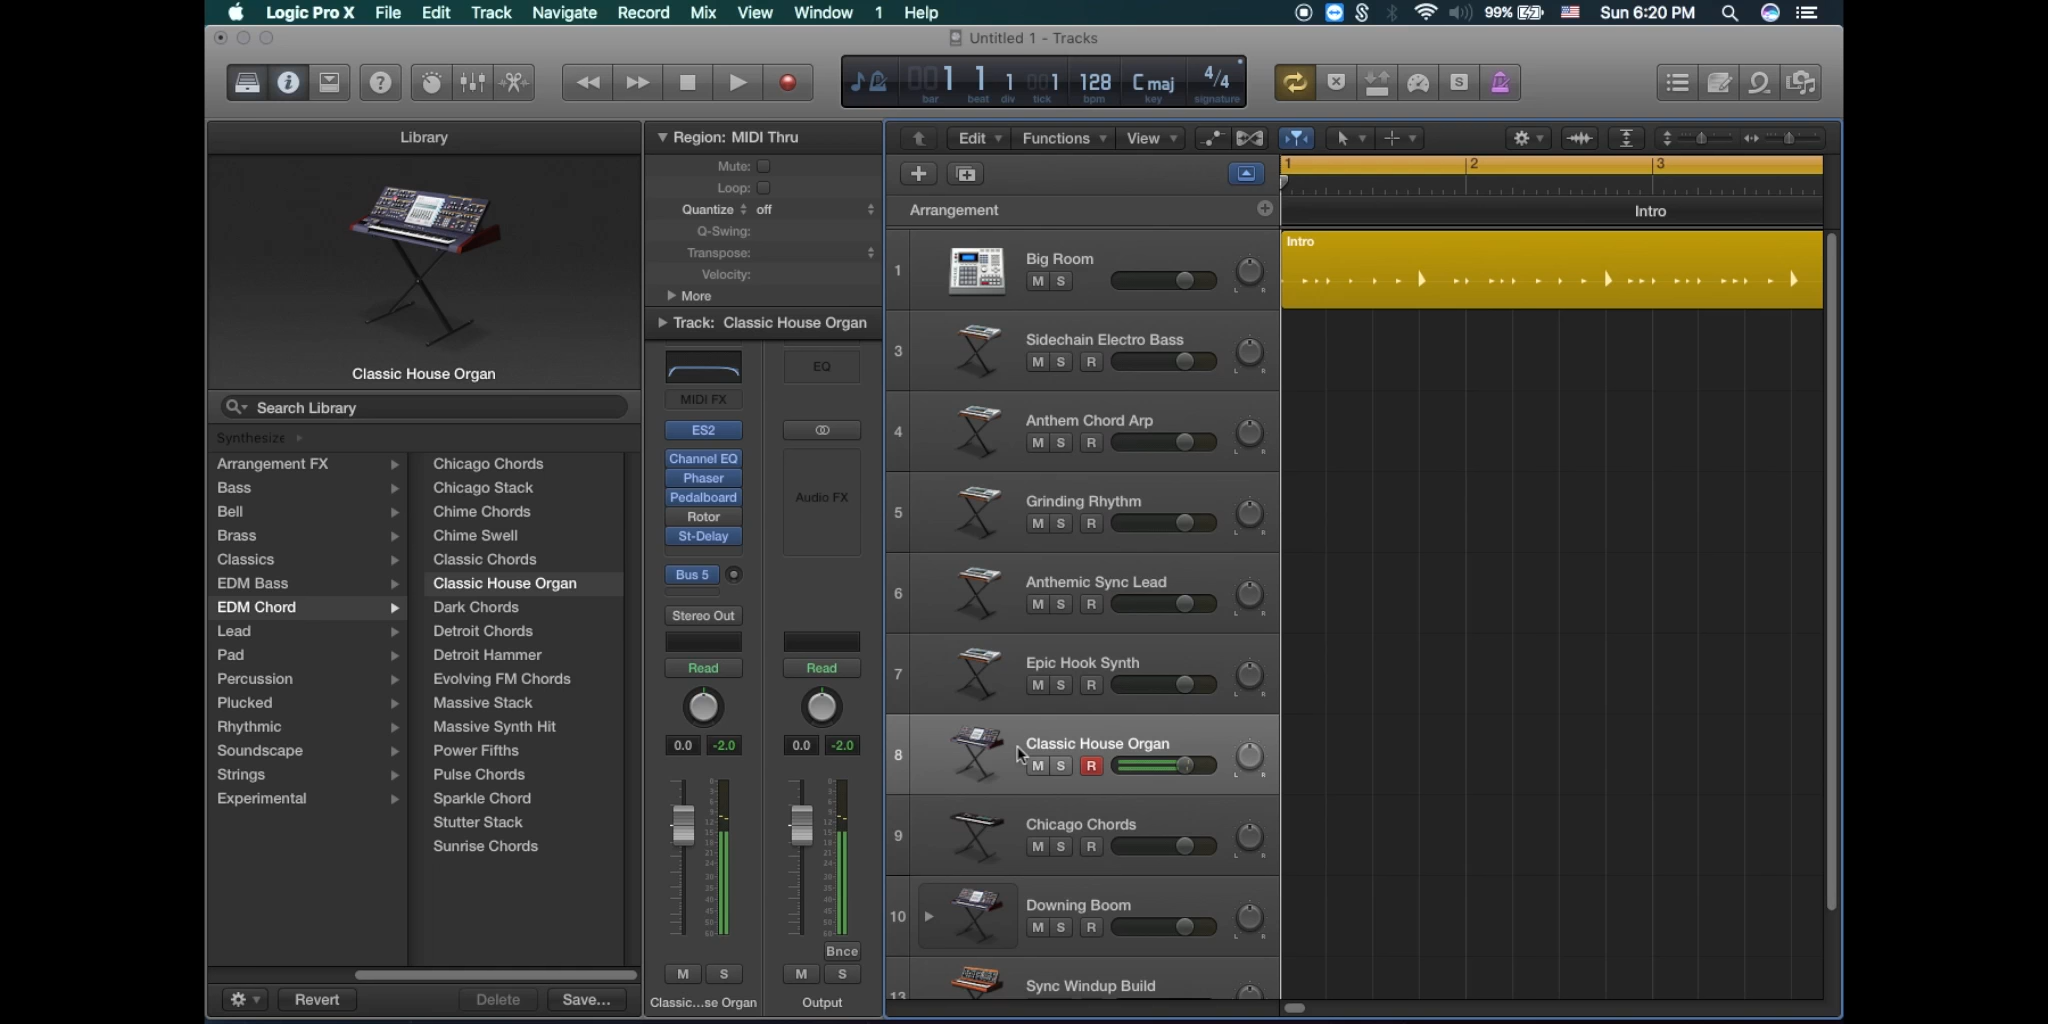 Logic Pro X File Edit Track Navigate Record Mix View Window 1 Help 99% Sun 6:20 PM
Untitled 1 - Tracks
001 1 1 001 128 C maj 4/4
bar beat div tick bpm key signature
S
Library
Classic House Organ
Search Library
Synthesizer
Arrangement FX
Bass
Bell
Brass
Classics
EDM Bass
EDM Chord
Lead
Pad
Percussion
Plucked
Rhythmic
Soundscape
Strings
Experimental
Chicago Chords
Chicago Stack
Chime Chords
Chime Swell
Classic Chords
Classic House Organ
Dark Chords
Detroit Chords
Detroit Hammer
Evolving FM Chords
Massive Stack
Massive Synth Hit
Power Fifths
Pulse Chords
Sparkle Chord
Stutter Stack
Sunrise Chords
Revert Delete Save...
Region: MIDI Thru
Mute:
Loop:
Quantize off
Q-Swing:
Transpose:
Velocity:
More
Track: Classic House Organ
EQ
MIDI FX
ES2
Channel EQ
Phaser
Pedalboard
Rotor
St-Delay
Audio FX
Bus 5
Stereo Out
Read Read
0.0 -2.0 0.0 -2.0
Bnce
M S M S
Classic...se Organ Output
Edit Functions View
1 2 3
Arrangement
Intro
Intro
1 Big Room
M S
L R
3 Sidechain Electro Bass
M S R
L R
4 Anthem Chord Arp
M S R
L R
5 Grinding Rhythm
M S R
L R
6 Anthemic Sync Lead
M S R
L R
7 Epic Hook Synth
M S R
L R
8 Classic House Organ
M S R
L R
9 Chicago Chords
M S R
L R
10 Downing Boom
M S R
L R
13 Sync Windup Build